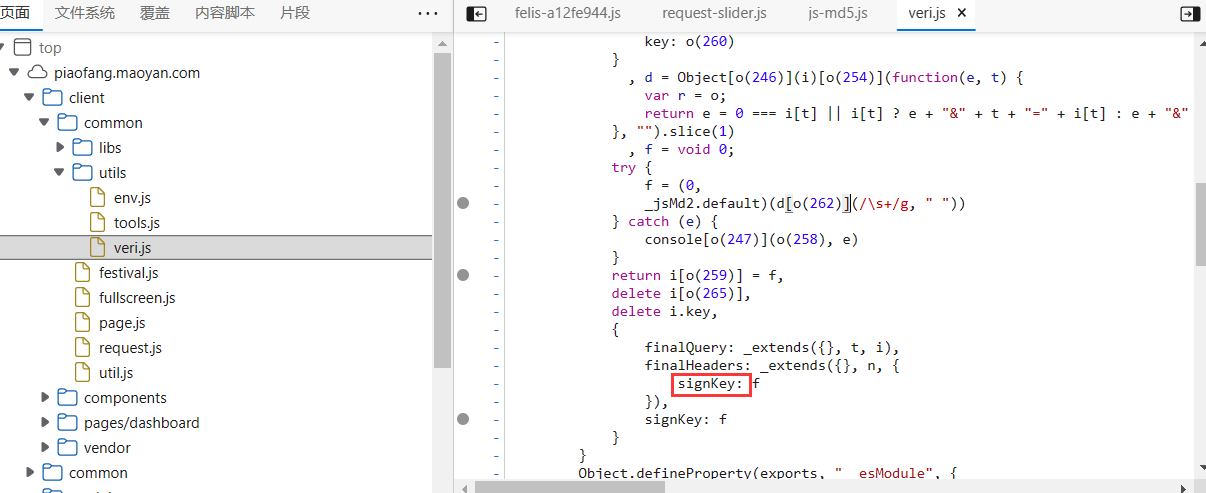 页面 文件系统 覆盖 内容脚本 片段 ...
top
piaofang.maoyan.com
client
common
libs
utils
env.js
tools.js
veri.js
festival.js
fullscreen.js
page.js
request.js
util.js
components
pages/dashboard
vendor
common
felis-a12fe944.js request-slider.js js-md5.js veri.js ×
- key: o(260)
- }
- , d = Object[o(246)](i)[o(254)](function(e, t) {
- var r = o;
- return e = 0 === i[t] || i[t] ? e + "&" + t + "=" + i[t] : e + "&"
- }, "").slice(1)
- , f = void 0;
- try {
- f = (0,
- _jsMd2.default)(d[o(262)](/\s+/g, " "))
- } catch (e) {
- console[o(247)](o(258), e)
- }
- return i[o(259)] = f,
- delete i[o(265)],
- delete i.key,
- {
- finalQuery: _extends({}, t, i),
- finalHeaders: _extends({}, n, {
- signKey: f
- }),
- signKey: f
- }
- }
- Object.defineProperty(exports, "__esModule", {